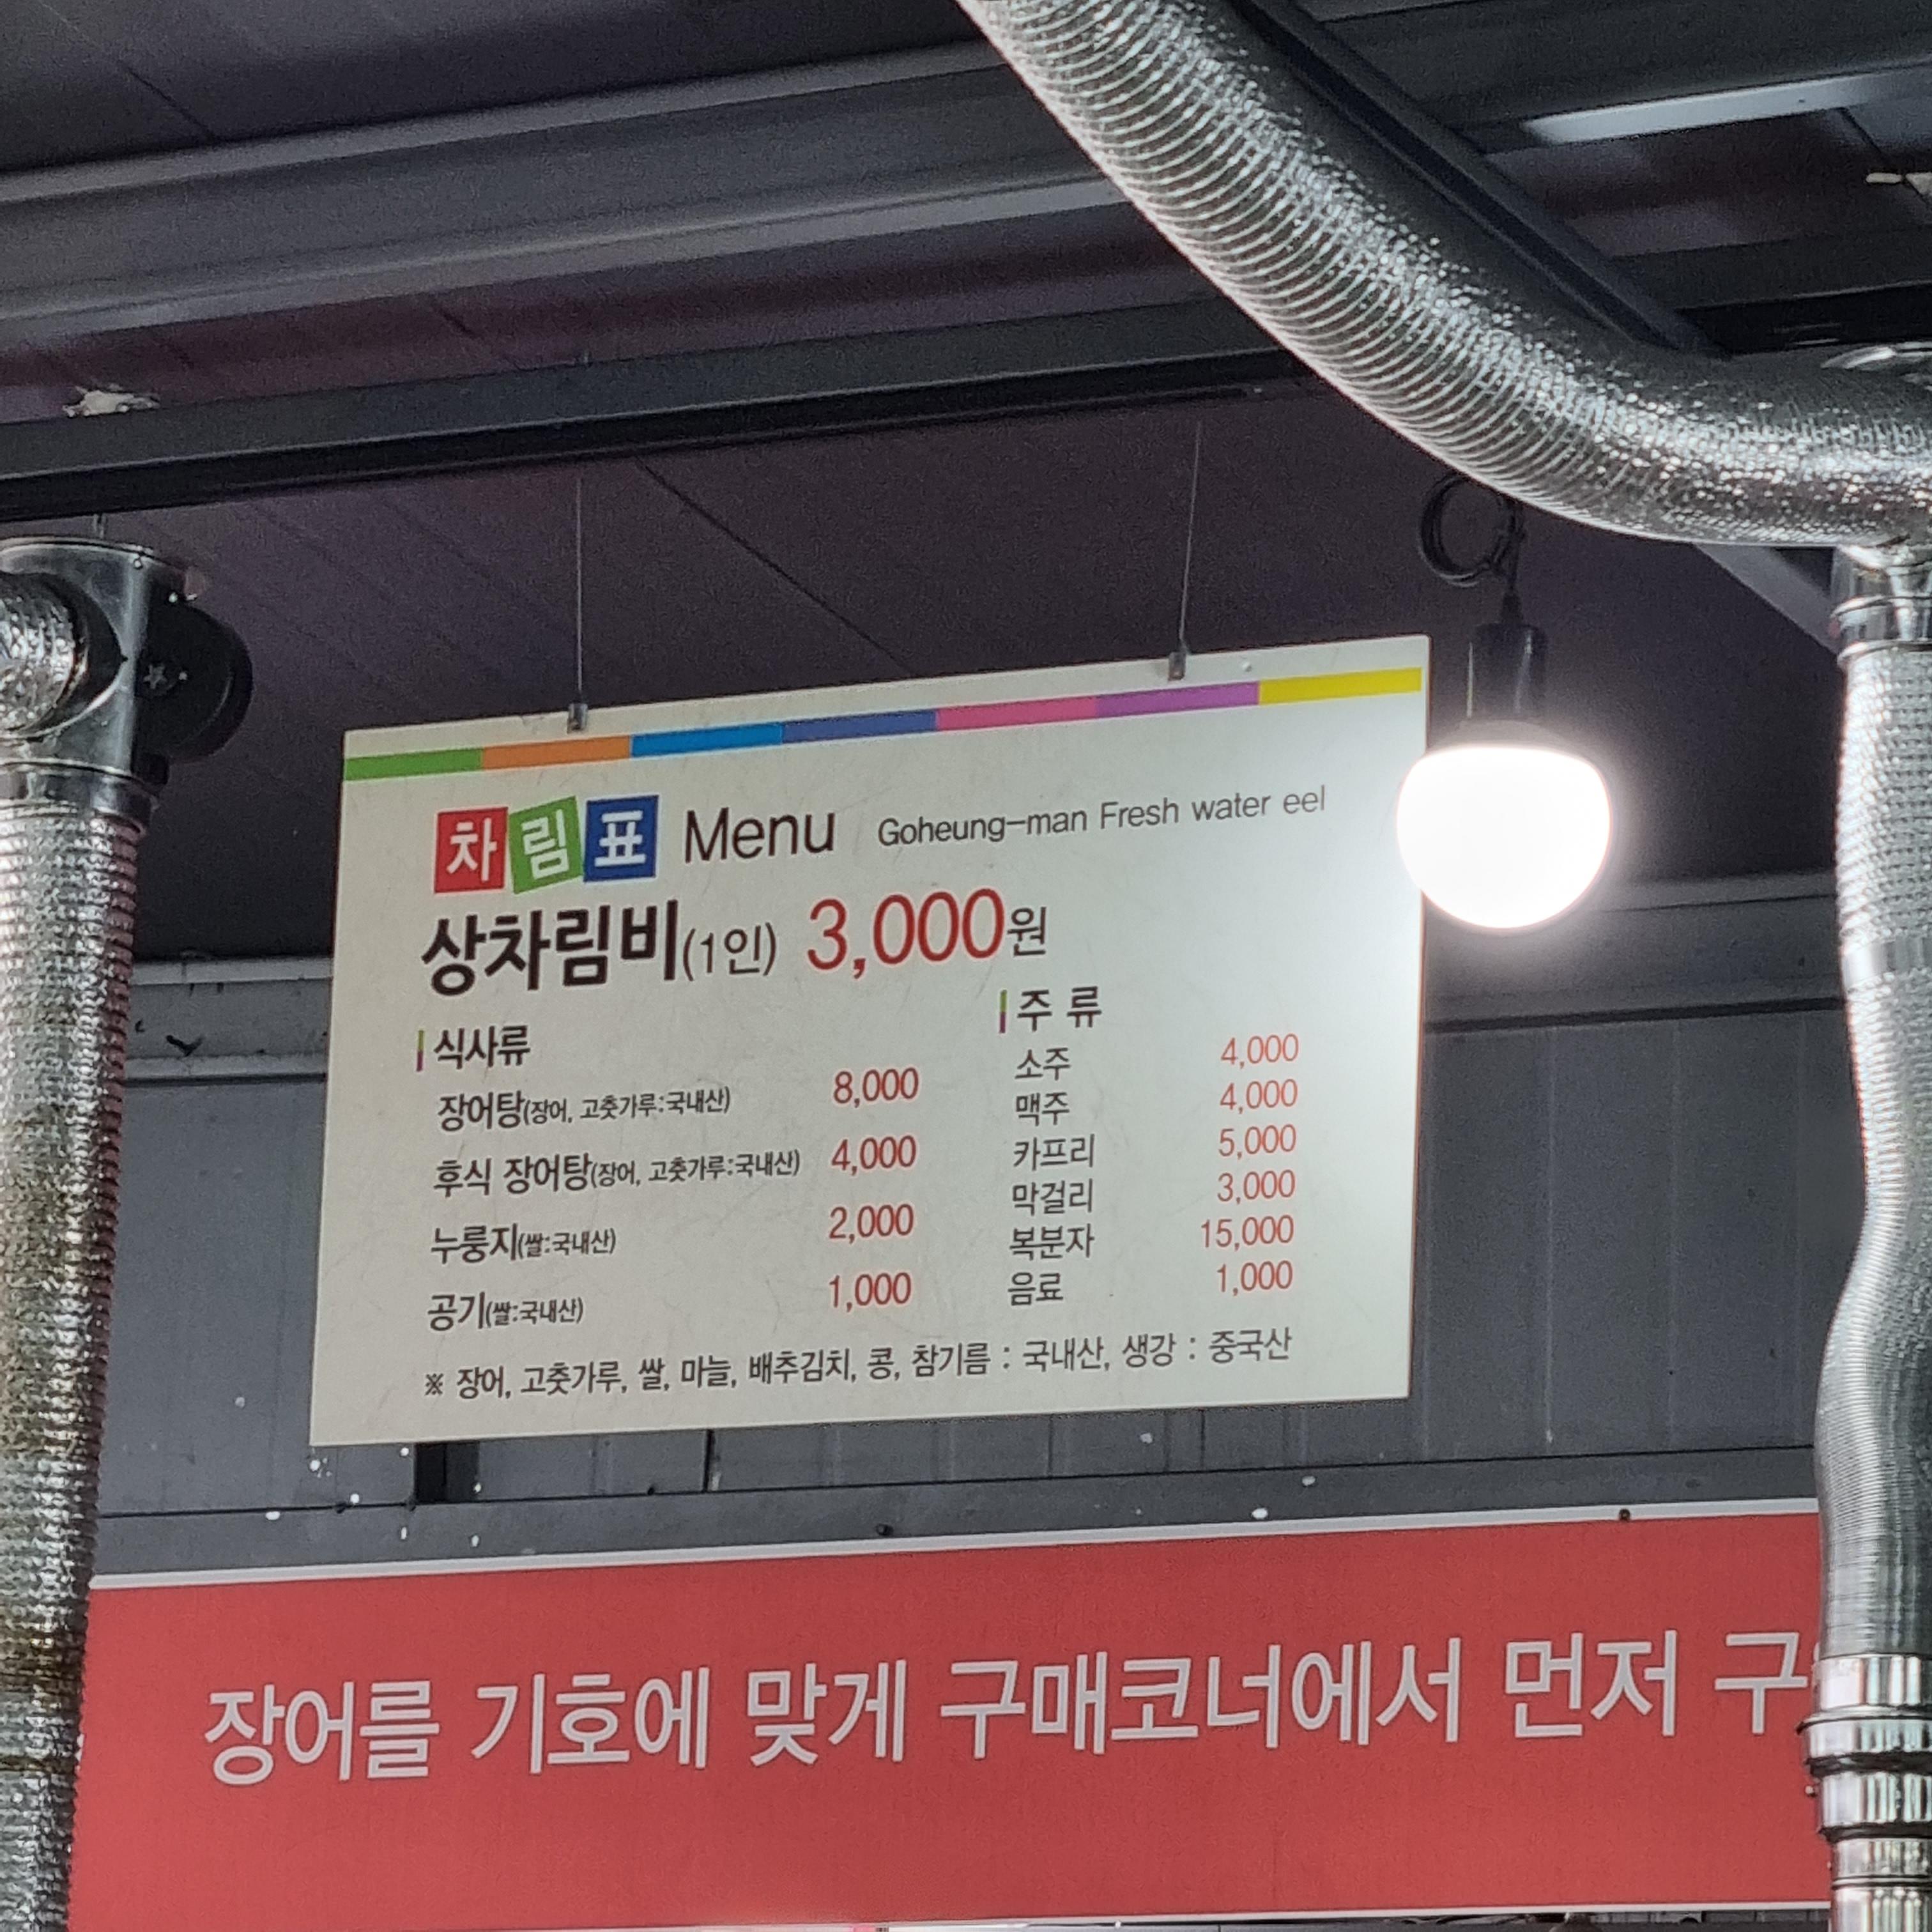 차림표 Menu Goheung-man Fresh water eel
상차림비(1인) 3,000원
식사류
장어탕(장어, 고춧가루:국내산) 8,000
후식 장어탕(장어, 고춧가루:국내산) 4,000
누룽지(쌀:국내산) 2,000
공기(쌀:국내산) 1,000
주 류
소주 4,000
맥주 4,000
카프리 5,000
막걸리 3,000
복분자 15,000
음료 1,000
※ 장어, 고춧가루, 쌀, 마늘, 배추김치, 콩, 참기름 : 국내산, 생강 : 중국산
장어를 기호에 맞게 구매코너에서 먼저